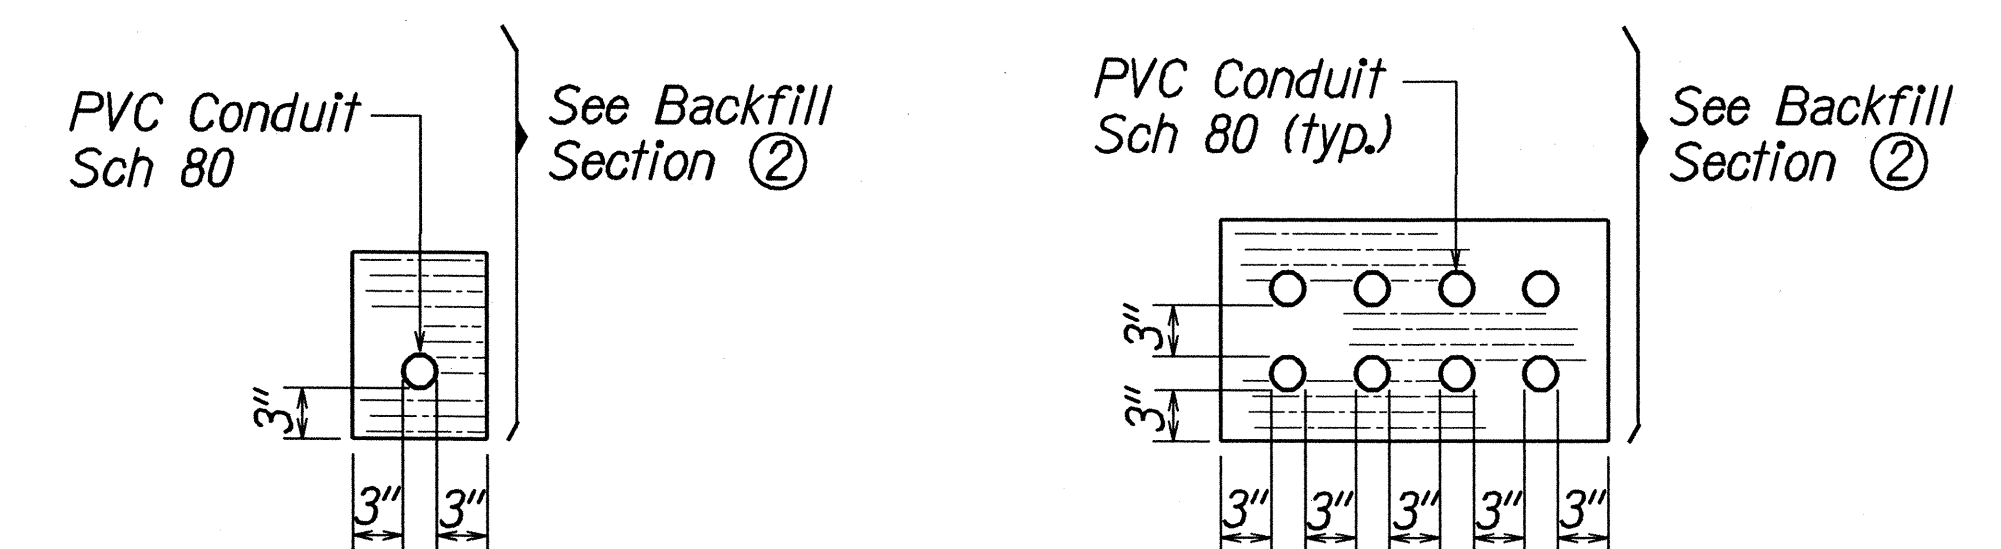 PVC Conduit
Sch 80
See Backfill
Section 2
3"
3" 3"
PVC Conduit
Sch 80 (typ.)
See Backfill
Section 2
3"
3"
3" 3" 3" 3" 3"